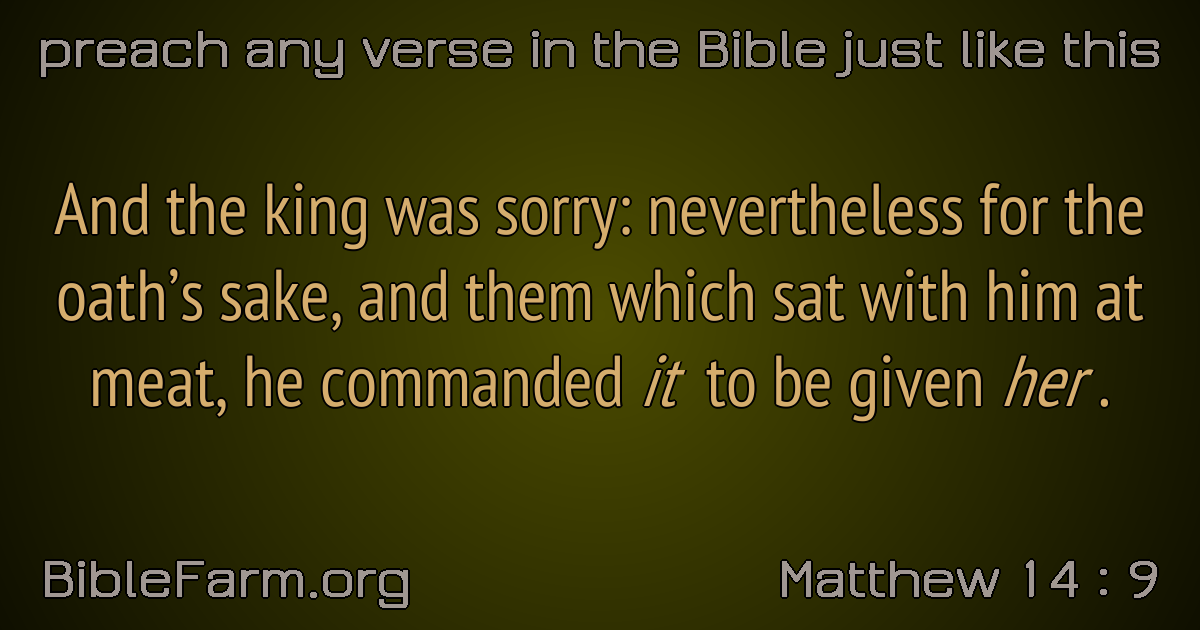 preach any verse in the Bible just like this
And the king was sorry: nevertheless for the
oath’s sake, and them which sat with him at
meat, he commanded it to be given her .
BibleFarm.org
Matthew 14 : 9